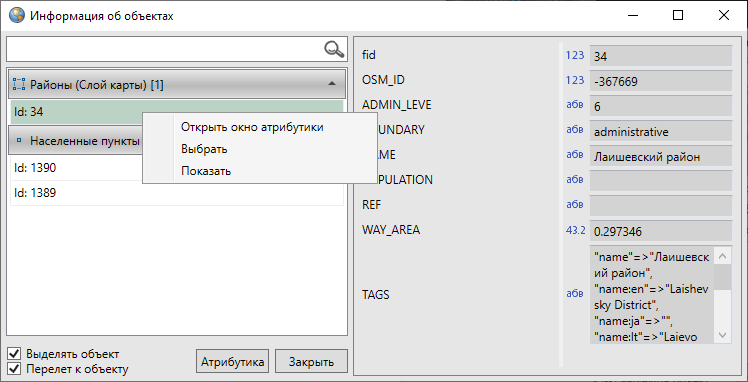 Информация об объектах
Районы (Слой карты) [1]
Id: 34
Населенные пункты
Id: 1390
Id: 1389
Открыть окно атрибутики
Выбрать
Показать
Выделять объект
Перелет к объекту
Атрибутика
Закрыть
fid 123 34
OSM_ID 123 -367669
ADMIN_LEVE абв 6
UNDARY абв administrative
ME абв Лаишевский район
PULATION абв
REF абв
WAY_AREA 43.2 0.297346
TAGS абв
"name"=>"Лаишевск
ий район",
"name:en"=>"Laishev
sky District",
"name:ja"=>"",
"name:lt"=>"Laievo